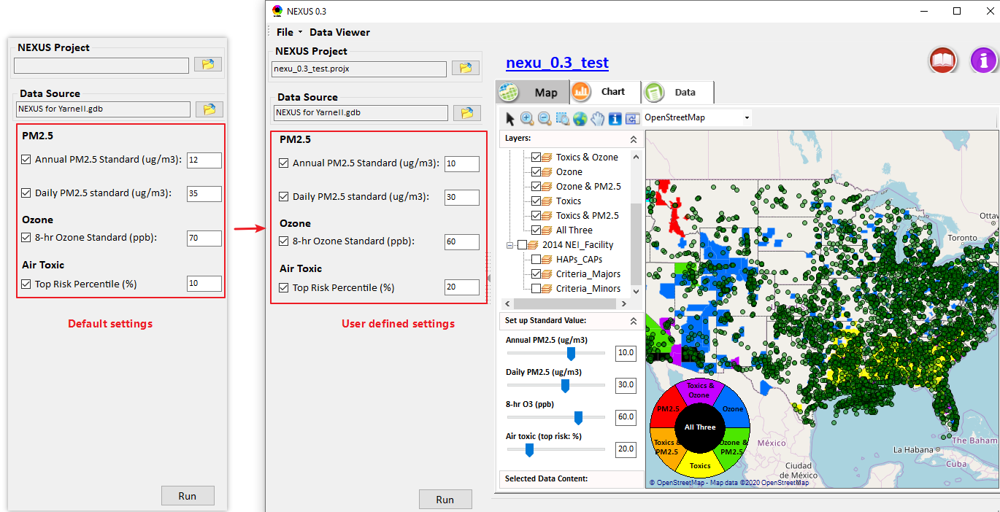 NEXUS Project
Data Source
NEXUS for Yarnell.gdb
PM2.5
Annual PM2.5 Standard (ug/m3): 12
Daily PM2.5 standard (ug/m3): 35
Ozone
8-hr Ozone Standard (ppb): 70
Air Toxic
Top Risk Percentile (%) 10
Default settings
Run
NEXUS 0.3
File Data Viewer
NEXUS Project
nexu_0.3_test.projx
Data Source
NEXUS for Yarnell.gdb
PM2.5
Annual PM2.5 Standard (ug/m3): 10
Daily PM2.5 standard (ug/m3): 30
Ozone
8-hr Ozone Standard (ppb): 60
Air Toxic
Top Risk Percentile (%) 20
User defined settings
Run
nexu_0.3_test
Map Chart Data
OpenStreetMap
Layers:
Toxics & Ozone
Ozone
Ozone & PM2.5
Toxics
Toxics & PM2.5
All Three
2014 NEI_Facility
HAPs_CAPs
Criteria_Majors
Criteria_Minors
Set up Standard Value:
Annual PM2.5 (ug/m3)
10.0
Daily PM2.5 (ug/m3)
30.0
8-hr O3 (ppb)
60.0
Air toxic (top risk: %)
20.0
Selected Data Content:
Ottaw
Toronto
Toxics &
Ozone
PM2.5
Ozone
All Three
Toxics &
PM2.5
Ozone &
PM2.5
Toxics
México
La Habana
The Baham
Cuba
Ciudad
de México
© OpenStreetMap - Map data ©2020 OpenStreetMap